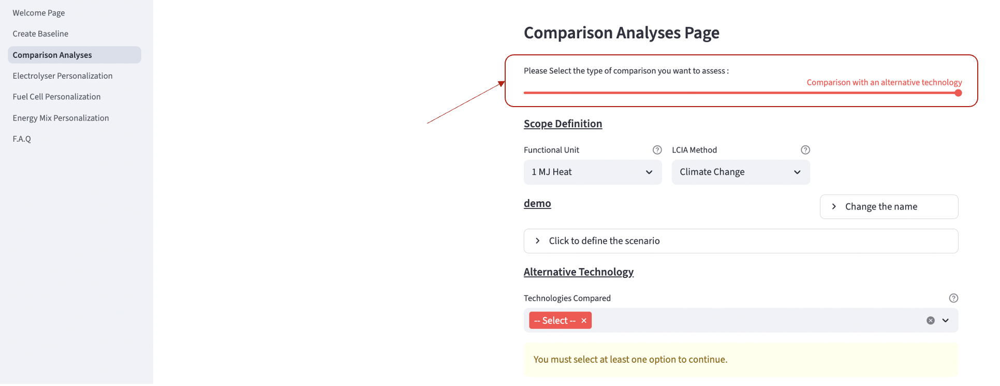 Welcome Page
Create Baseline
Comparison Analyses
Electrolyser Personalization
Fuel Cell Personalization
Energy Mix Personalization
F.A.Q
Comparison Analyses Page
Please Select the type of comparison you want to assess :
Comparison with an alternative technology
Scope Definition
Functional Unit
LCIA Method
1 MJ Heat
Climate Change
demo
Change the name
Click to define the scenario
Alternative Technology
Technologies Compared
-- Select --
You must select at least one option to continue.